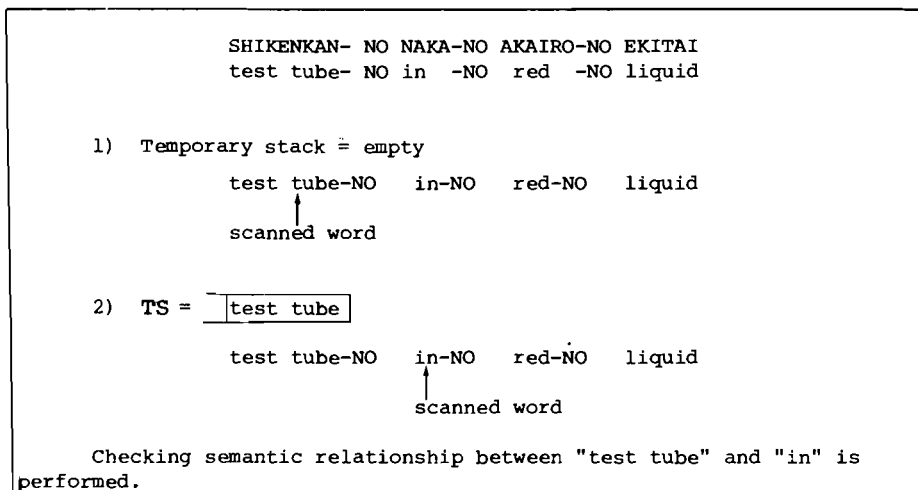 SHIKENKAN- NO NAKA-NO AKAIRO-NO EKITAI
test tube- NO in -NO red -NO liquid
1) Temporary stack = empty
test tube-NO in-NO red-NO liquid
scanned word
2) TS = test tube
test tube-NO in-NO red-NO liquid
scanned word
Checking semantic relationship between "test tube" and "in" is
performed.